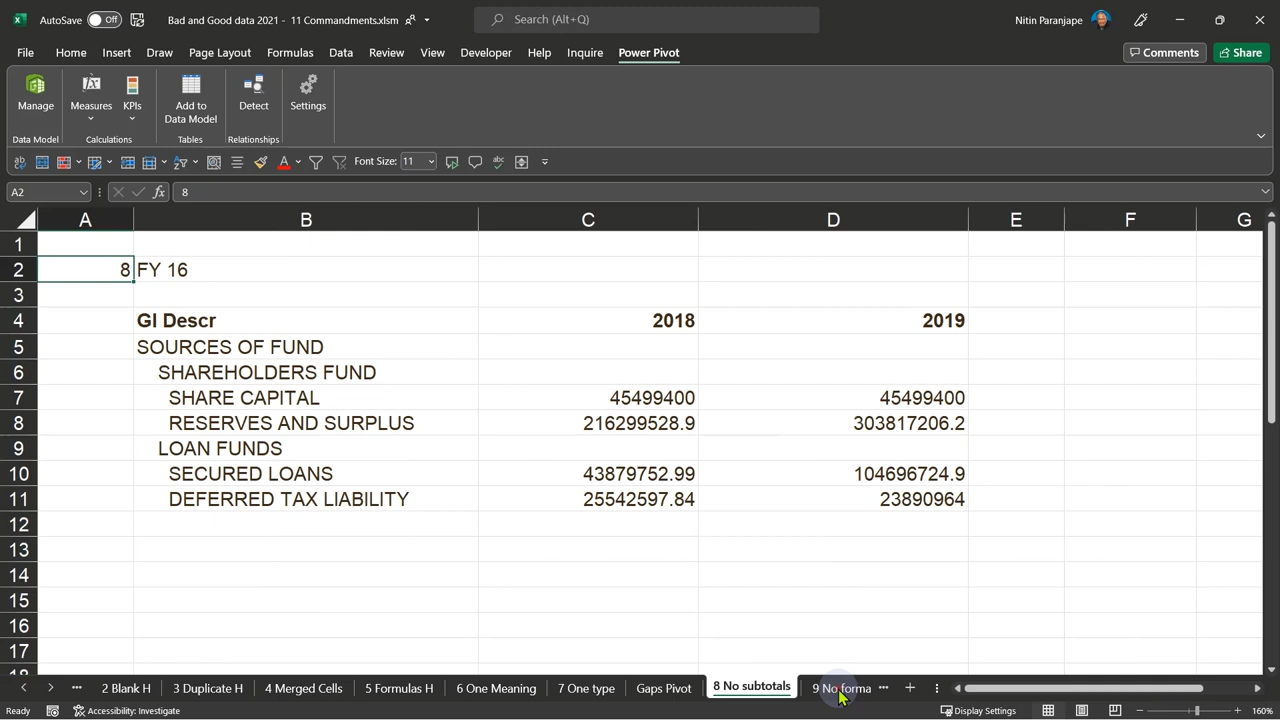 AutoSave Off Bad and Good data 2021 - 11 Commandments.xlsm Search (Alt+Q) Nitin Paranjape
File Home Insert Draw Page Layout Formulas Data Review View Developer Help Inquire Power Pivot Comments Share
Manage Measures KPIs Add to Data Model Detect Settings
Data Model Calculations Tables Relationships
Font Size: 11
A2 fx 8
A B C D E F G
1
2 8 FY 16
3
4 GI Descr 2018 2019
5 SOURCES OF FUND
6 SHAREHOLDERS FUND
7 SHARE CAPITAL 45499400 45499400
8 RESERVES AND SURPLUS 216299528.9 303817206.2
9 LOAN FUNDS
10 SECURED LOANS 43879752.99 104696724.9
11 DEFERRED TAX LIABILITY 25542597.84 23890964
12
13
14
15
16
17
18
2 Blank H 3 Duplicate H 4 Merged Cells 5 Formulas H 6 One Meaning 7 One type Gaps Pivot 8 No subtotals 9 No forma
Ready Accessibility: Investigate Display Settings 160%